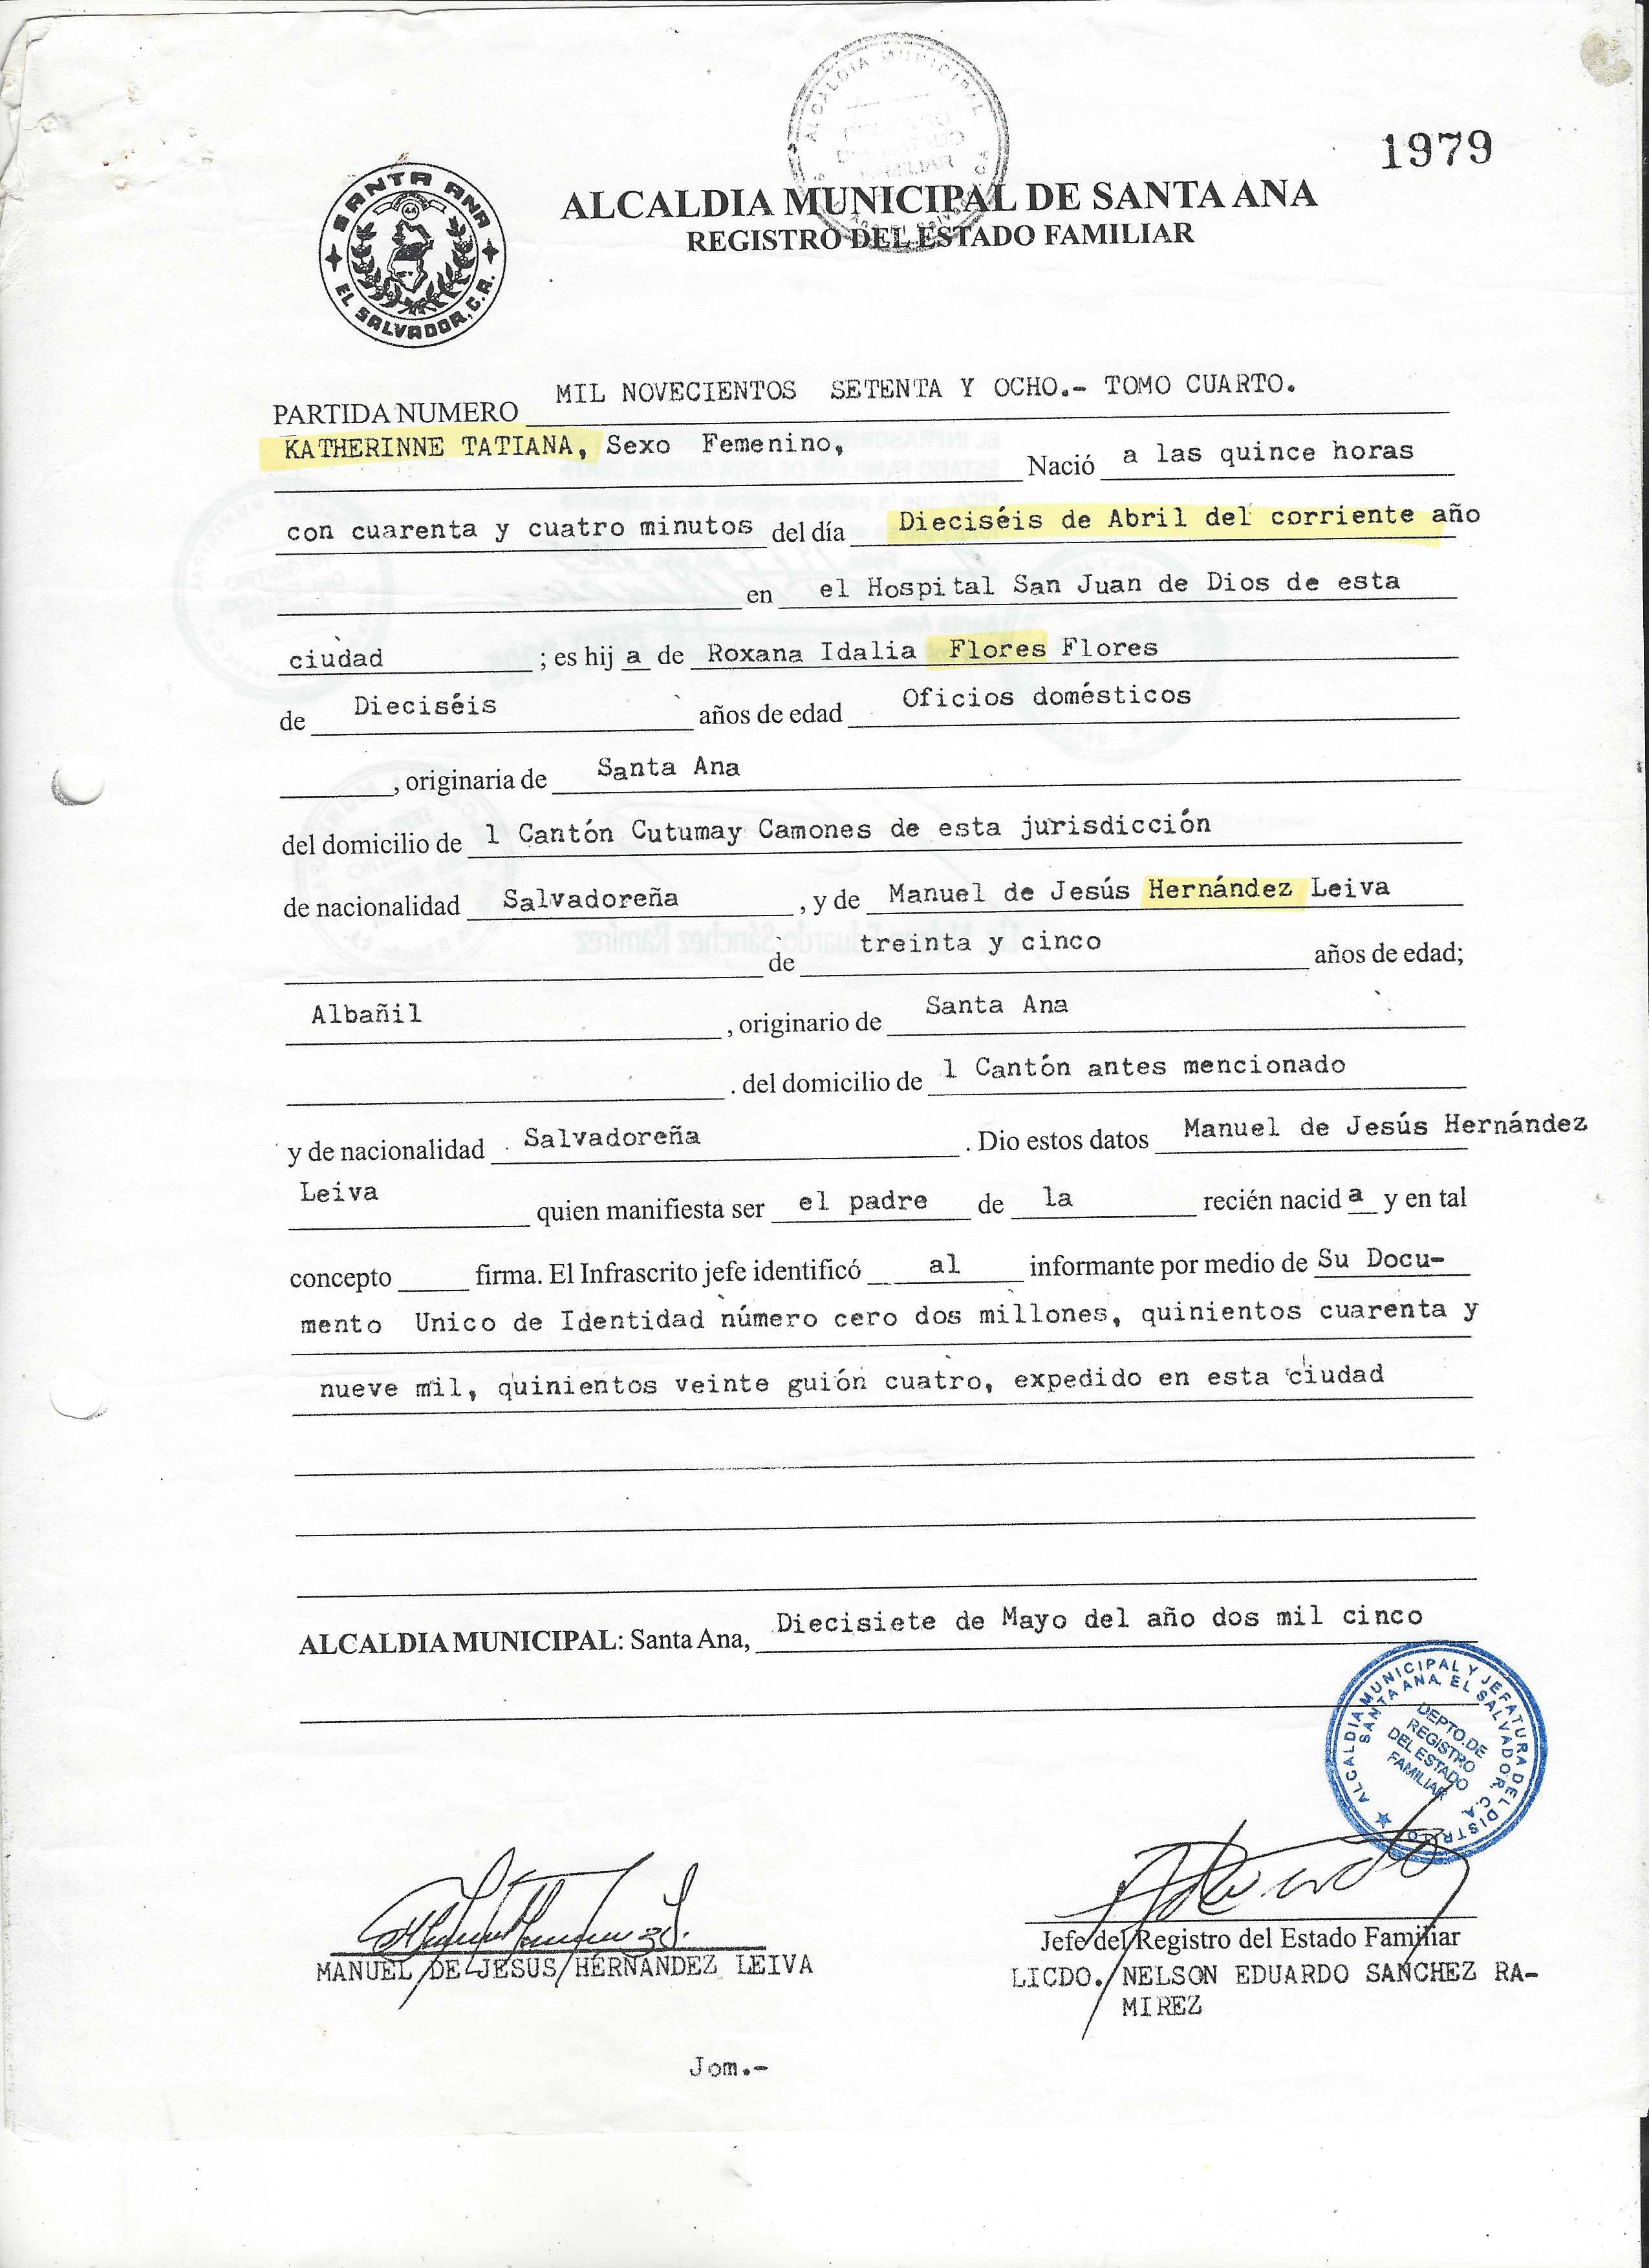 ALCALDIA MUNICIPAL
FAMILIAR
1979
SANTA ANA
EL SALVADOR, C.A.
ALCALDIA MUNICIPAL DE SANTA ANA
REGISTRO DEL ESTADO FAMILIAR
PARTIDA NUMERO MIL NOVECIENTOS SETENTA Y OCHO.- TOMO CUARTO.
KATHERINNE TATIANA, Sexo Femenino, Nació a las quince horas
con cuarenta y cuatro minutos del día Dieciséis de Abril del corriente año
en el Hospital San Juan de Dios de esta
ciudad ; es hij a de Roxana Idalia Flores Flores
de Dieciséis años de edad Oficios domésticos
, originaria de Santa Ana
del domicilio de l Cantón Cutumay Camones de esta jurisdicción
de nacionalidad Salvadoreña , y de Manuel de Jesús Hernández Leiva
de treinta y cinco años de edad;
Albañil , originario de Santa Ana
. del domicilio de l Cantón antes mencionado
y de nacionalidad Salvadoreña . Dio estos datos Manuel de Jesús Hernández
Leiva quien manifiesta ser el padre de la recién nacid a y en tal
concepto firma. El Infrascrito jefe identificó al informante por medio de Su Docu-
mento Unico de Identidad número cero dos millones, quinientos cuarenta y
nueve mil, quinientos veinte guión cuatro, expedido en esta ciudad
ALCALDIA MUNICIPAL: Santa Ana, Diecisiete de Mayo del año dos mil cinco
ALCALDIA MUNICIPAL Y JEFATURA DEL DISTRITO
SANTA ANA. EL SALVADOR, C.A.
DEPTO. DE
REGISTRO
DEL ESTADO
FAMILIAR
MANUEL DE JESUS HERNANDEZ LEIVA
Jefe del Registro del Estado Familiar
LICDO. NELSON EDUARDO SANCHEZ RA-
MIREZ
Jom.-